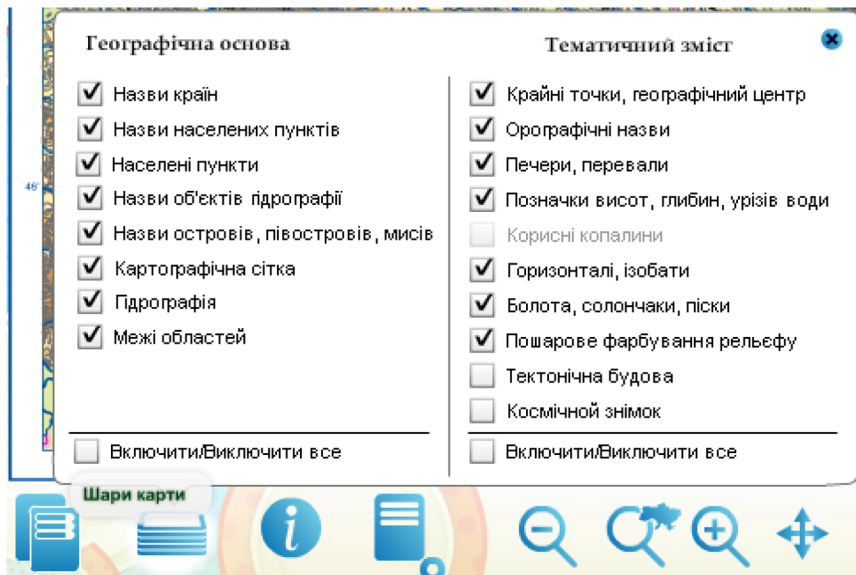 Географічна основа
Назви країн
Назви населених пунктів
Населені пункти
Назви об'єктів гідрографії
Назви островів, півостровів, мисів
Картографічна сітка
Гідрографія
Межі областей
Включити/Виключити все
Тематичний зміст
Крайні точки, географічний центр
Орографічні назви
Печери, перевали
Позначки висот, глибин, урізів води
Корисні копалини
Горизонталі, ізобати
Болота, солончаки, піски
Пошарове фарбування рельєфу
Тектонічна будова
Космічной знімок
Включити/Виключити все
46°
Шари карти